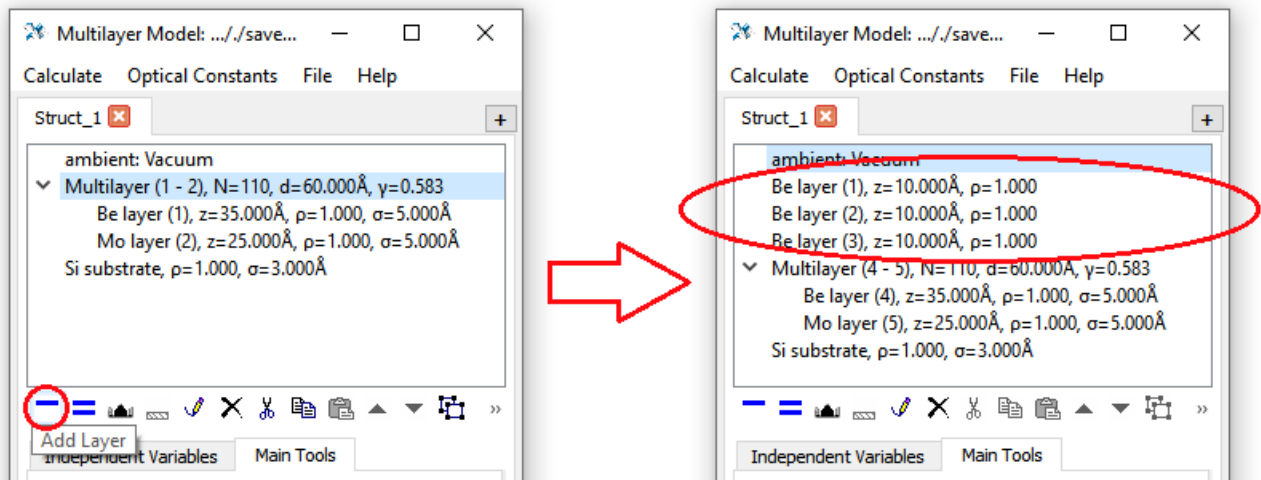 Multilayer Model: ..././save...
Calculate Optical Constants File Help
Struct_1
+
ambient: Vacuum
Multilayer (1 - 2), N=110, d=60.000Å, γ=0.583
Be layer (1), z=35.000Å, ρ=1.000, σ=5.000Å
Mo layer (2), z=25.000Å, ρ=1.000, σ=5.000Å
Si substrate, ρ=1.000, σ=3.000Å
»
Add Layer
Independent Variables Main Tools
Multilayer Model: ..././save...
Calculate Optical Constants File Help
Struct_1
+
ambient: Vacuum
Be layer (1), z=10.000Å, ρ=1.000
Be layer (2), z=10.000Å, ρ=1.000
Be layer (3), z=10.000Å, ρ=1.000
Multilayer (4 - 5), N=110, d=60.000Å, γ=0.583
Be layer (4), z=35.000Å, ρ=1.000, σ=5.000Å
Mo layer (5), z=25.000Å, ρ=1.000, σ=5.000Å
Si substrate, ρ=1.000, σ=3.000Å
»
Independent Variables Main Tools